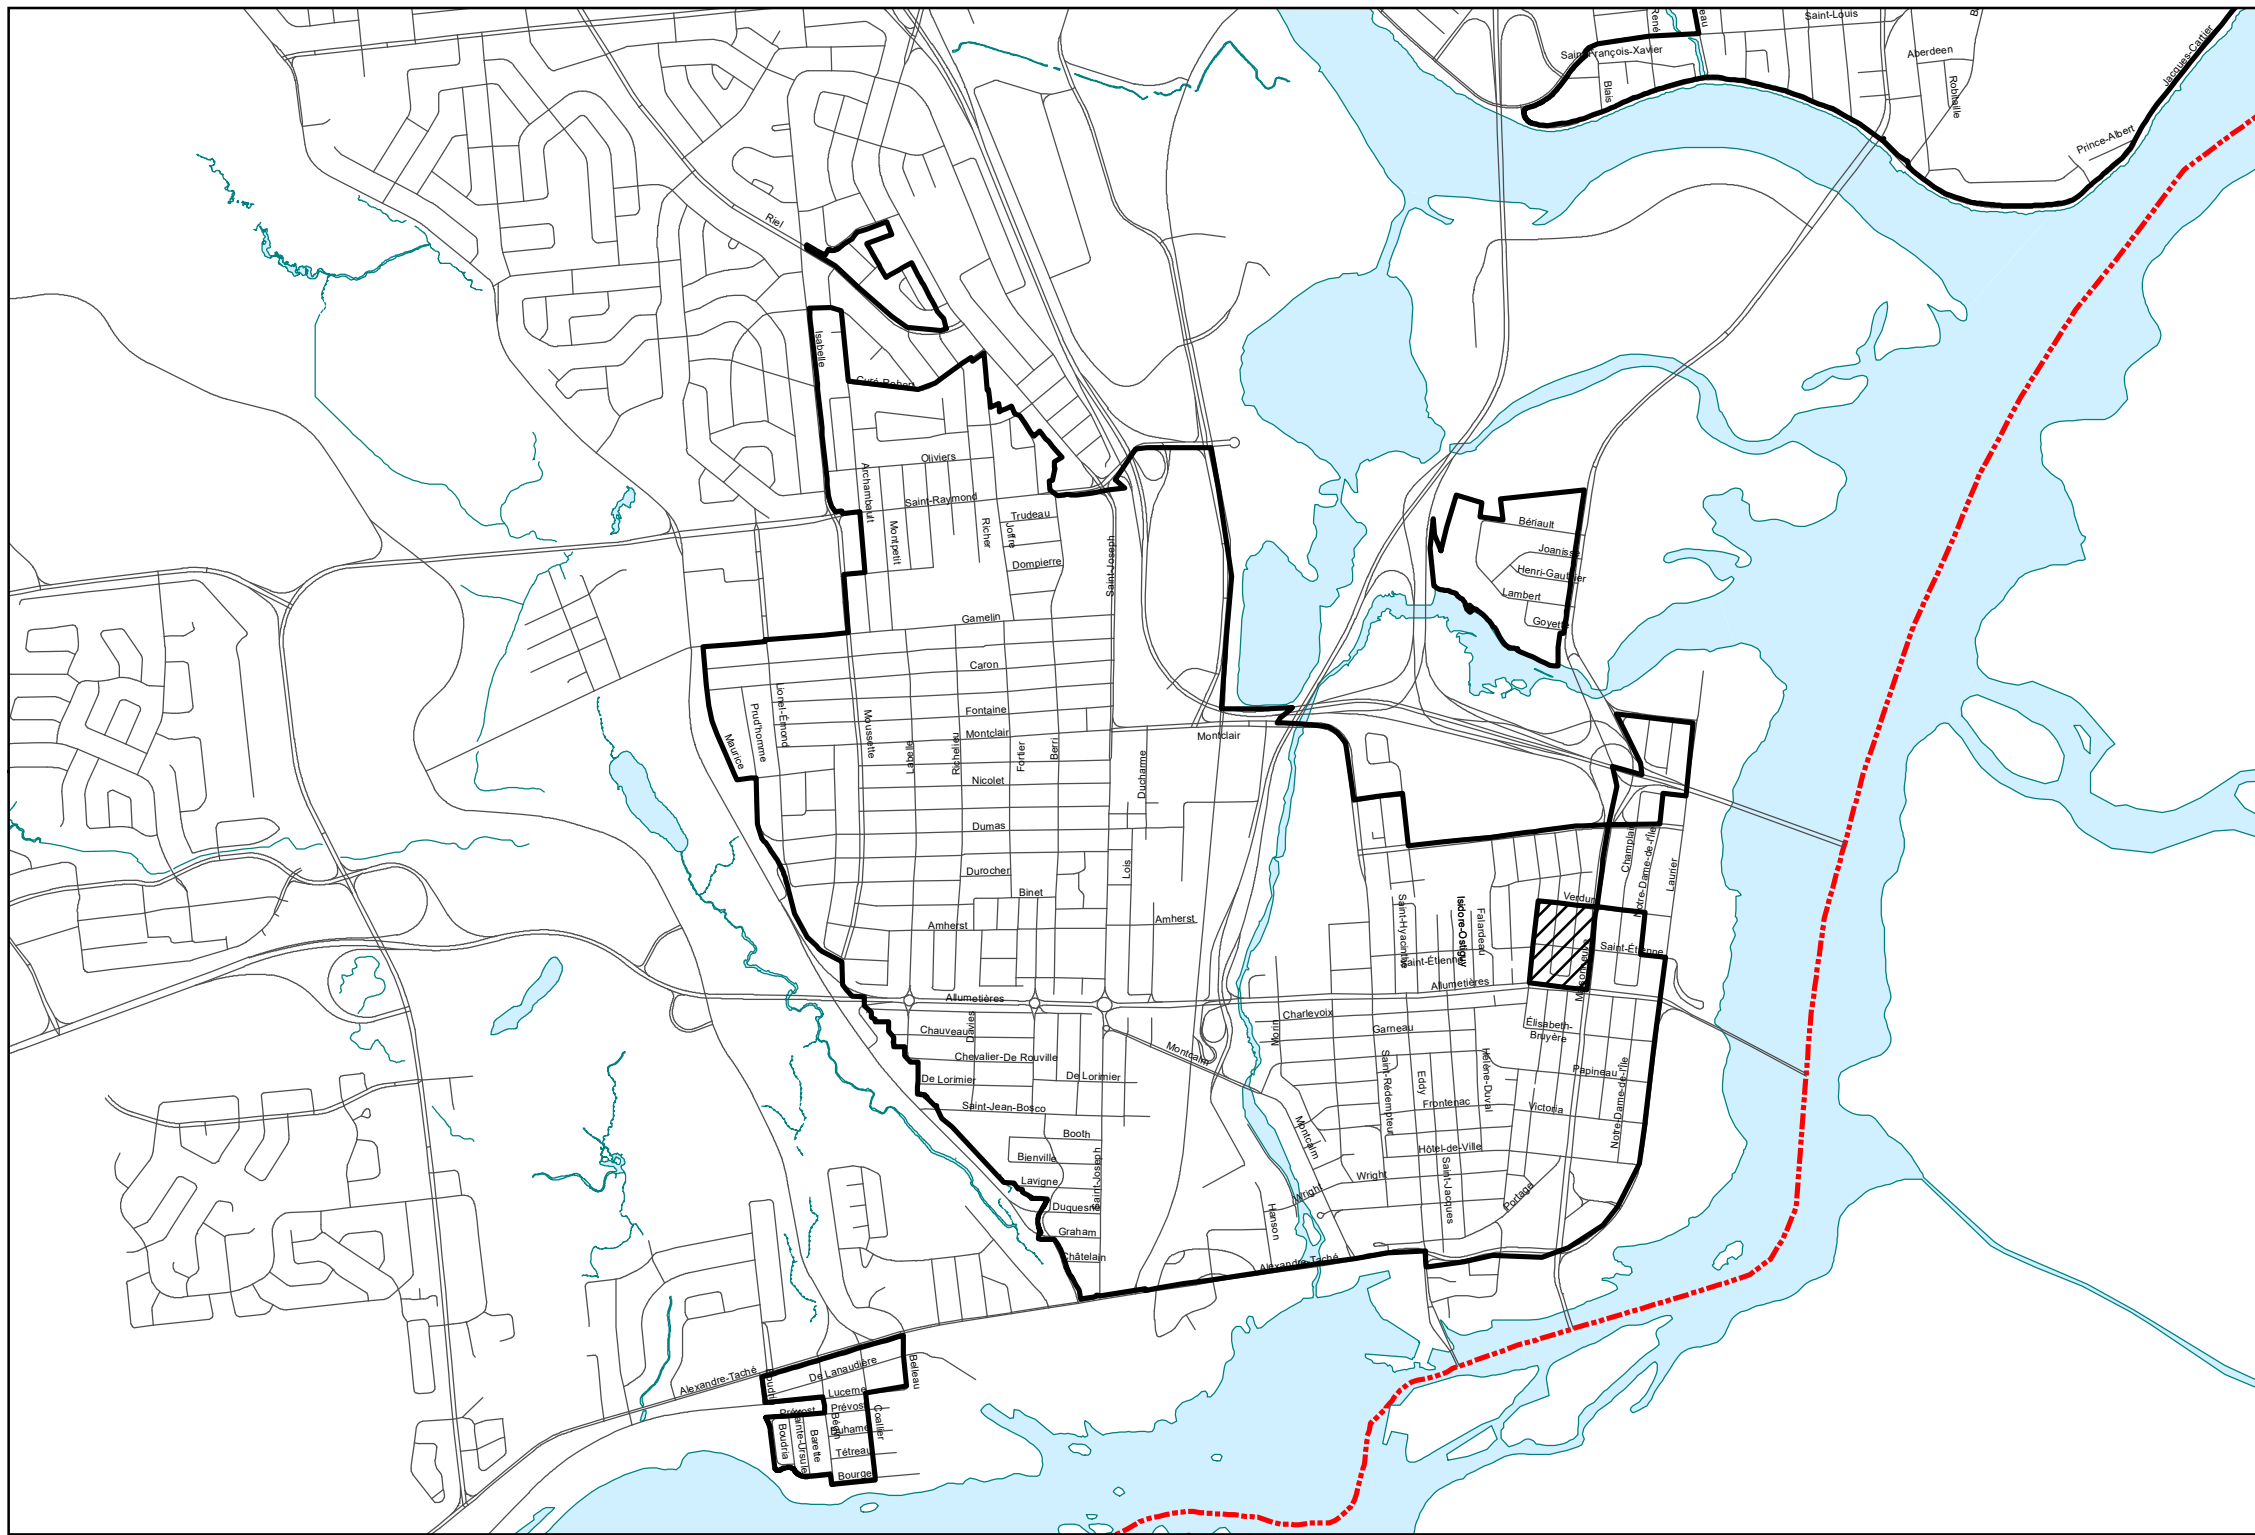 Saint-Louis
René
Saint-François-Xavier
Blais
Aberdeen
Robitaille
Jacques-Cartier
Prince-Albert
Riel
Isabelle
Oliviers
Archambault
Saint-Raymond
Montpetit
Richer
Joffre
Trudeau
Dompierre
Saint-Joseph
Bériault
Joanisse
Henri-Gauthier
Lambert
Goyette
Gamelin
Caron
Lionel-Émond
Prud'homme
Maurice
Moussette
Fontaine
Montclair
Montclair
Labelle
Richelieu
Fortier
Berri
Ducharme
Nicolet
Dumas
Durocher
Lois
Binet
Amherst
Amherst
Champlain
Notre-Dame-de-l'Île
Laurier
Verdun
Saint-Hyacinthe
Isidore-Ostiguy
Falardeau
Saint-Étienne
Saint-Étienne
Allumetières
Allumetières
Charlevoix
Garneau
Élisabeth-
Bruyère
Morin
Chauveau
Davies
Chevalier-De Rouville
De Lorimier
De Lorimier
Montcalm
Saint-Rédempteur
Eddy
Hélène-Duval
Papineau
Notre-Dame-de-l'Île
Frontenac
Victoria
Saint-Jean-Bosco
Booth
Bienville
Lavigne
Saint-Joseph
Duquesne
Graham
Châtelain
Montcalm
Hôtel-de-Ville
Wright
Wright
Saint-Jacques
Portage
Hanson
Alexandre-Taché
Alexandre-Taché
De Lanaudière
Belleau
Lucerne
Prévost
Prévost
Coallier
Boudria
Sainte-Ursule
Barette
Bégin
Duhamel
Tétreau